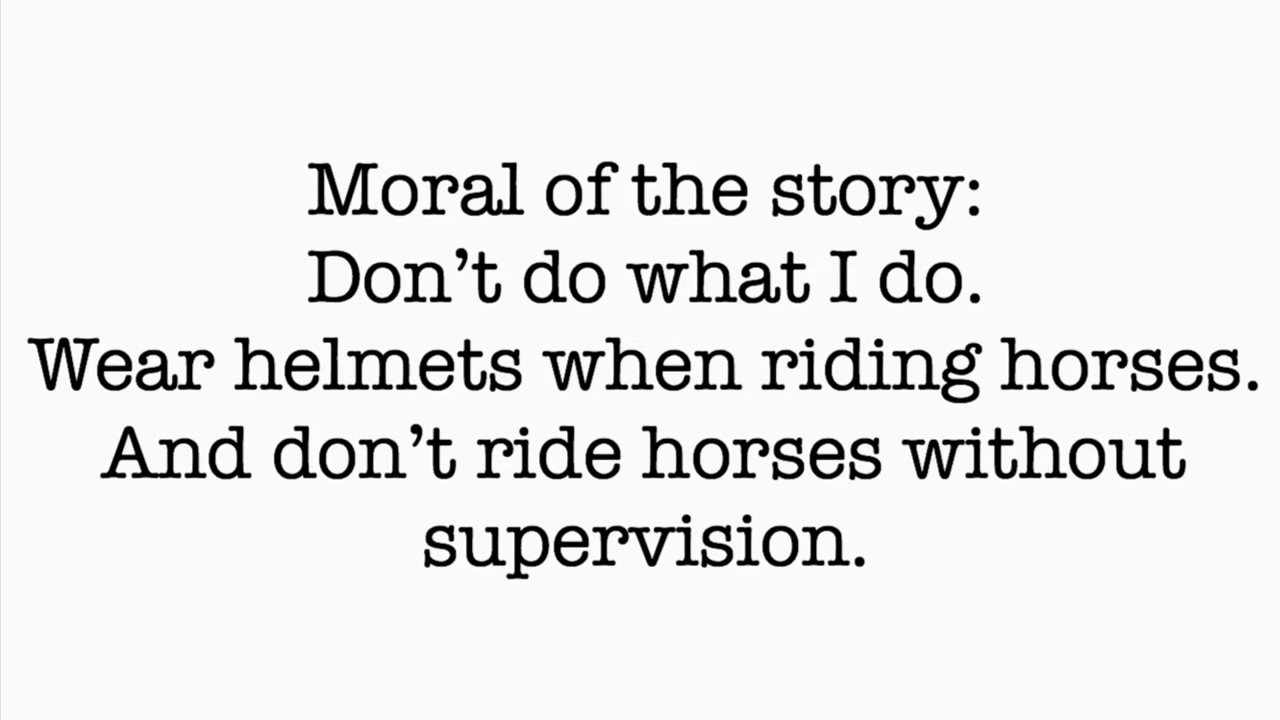 Moral of the story:
Don’t do what I do.
Wear helmets when riding horses.
And don’t ride horses without
supervision.